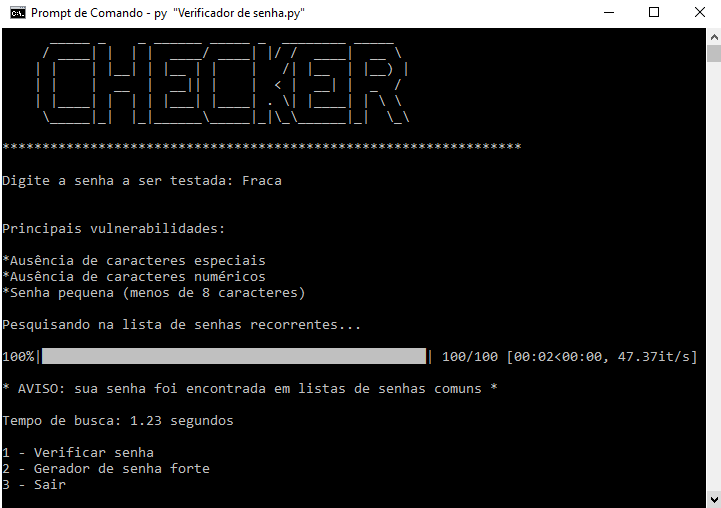 Prompt de Comando - py "Verificador de senha.py"
CHECKER
*****************************************************************
Digite a senha a ser testada: Fraca
Principais vulnerabilidades:
*Ausência de caracteres especiais
*Ausência de caracteres numéricos
*Senha pequena (menos de 8 caracteres)
Pesquisando na lista de senhas recorrentes...
100%|████████████████████████████████████████████████| 100/100 [00:02<00:00, 47.37it/s]
* AVISO: sua senha foi encontrada em listas de senhas comuns *
Tempo de busca: 1.23 segundos
1 - Verificar senha
2 - Gerador de senha forte
3 - Sair